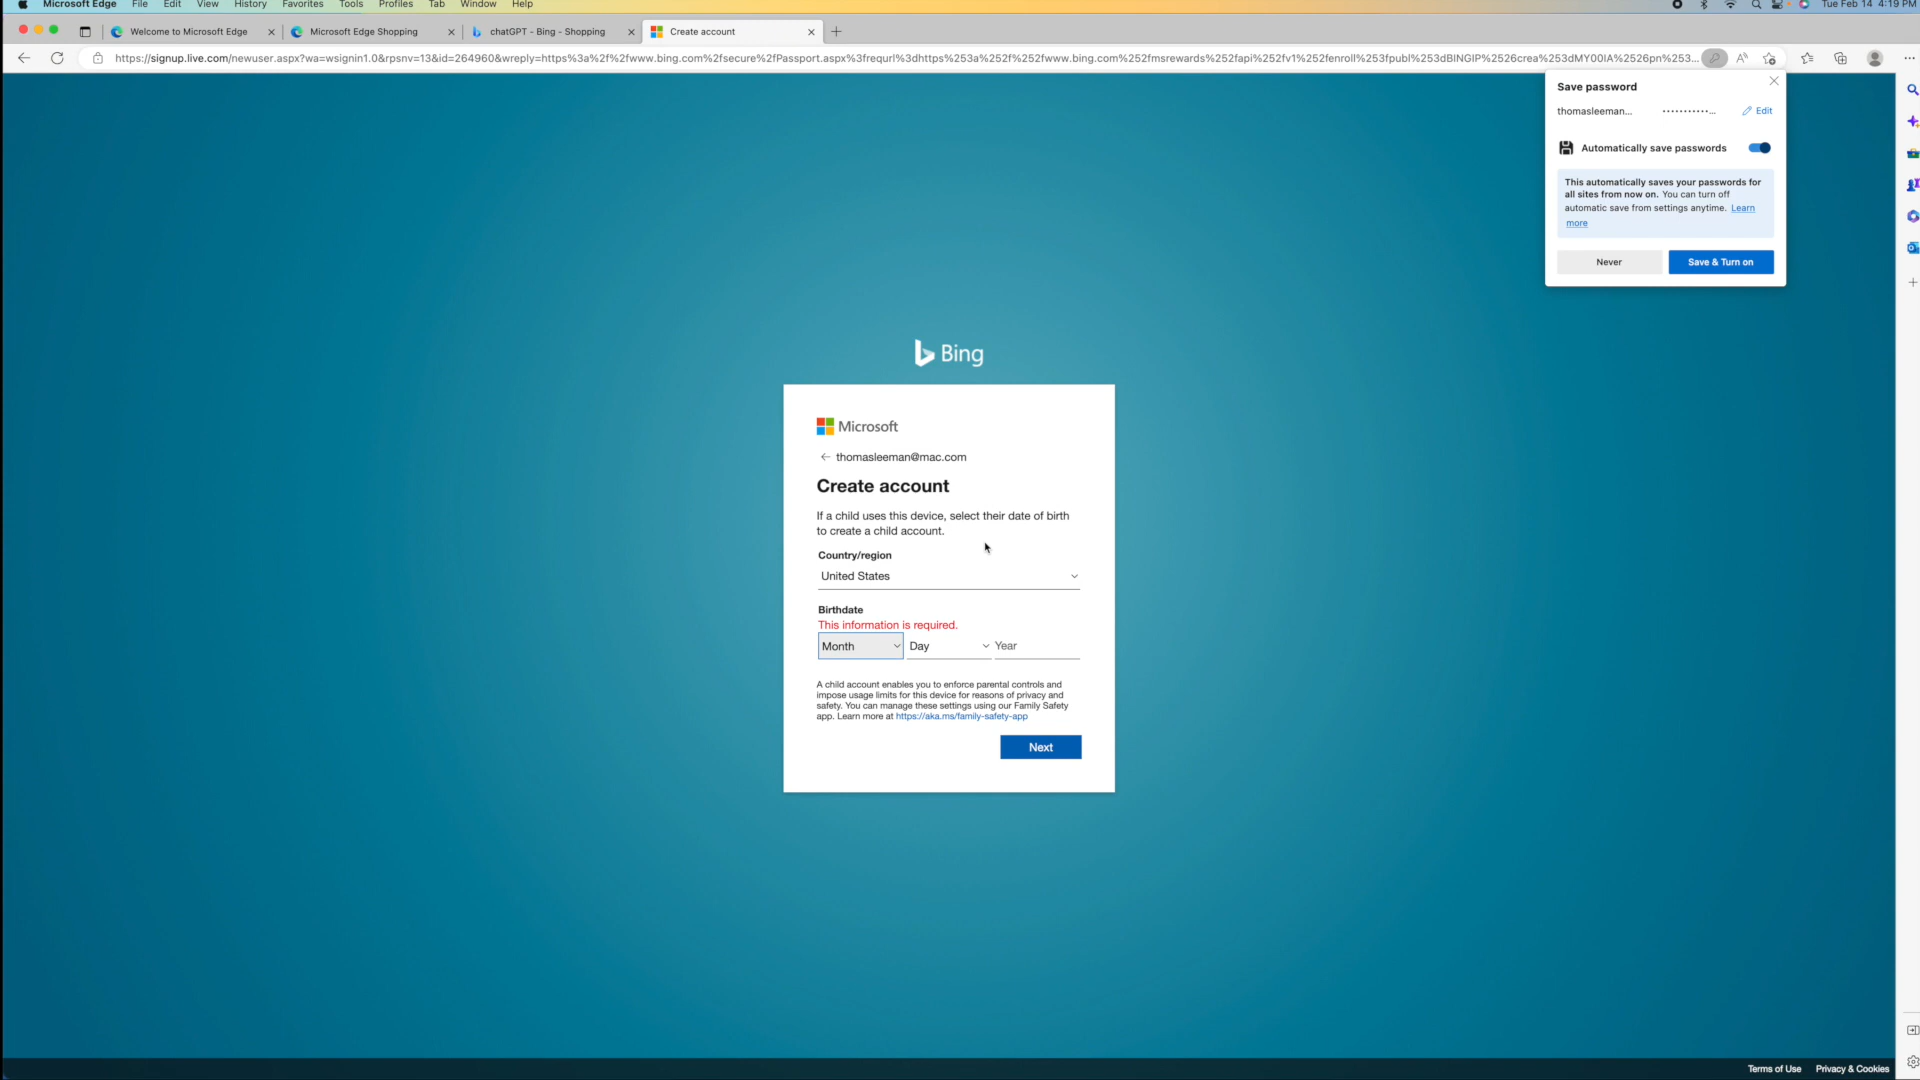 Microsoft Edge File Edit View History Favorites Tools Profiles Tab Window Help Tue Feb 14 4:19 PM
Welcome to Microsoft Edge Microsoft Edge Shopping chatGPT - Bing - Shopping Create account
https://signup.live.com/newuser.aspx?wa=wsignin1.0&rpsnv=13&id=264960&wreply=https%3a%2f%2fwww.bing.com%2fsecure%2fPassport.aspx%3frequrl%3dhttps%253a%252f%252fwww.bing.com%252fmsrewards%252fapi%252fv1%252fenroll%253fpubl%253dBINGIP%2526crea%253dMY00IA%2526pn%253...
Save password
thomasleeman... ············... Edit
Automatically save passwords
This automatically saves your passwords for
all sites from now on. You can turn off
automatic save from settings anytime. Learn
more
Never Save & Turn on
Bing
Microsoft
thomasleeman@mac.com
Create account
If a child uses this device, select their date of birth
to create a child account.
Country/region
United States
Birthdate
This information is required.
Month Day Year
A child account enables you to enforce parental controls and
impose usage limits for this device for reasons of privacy and
safety. You can manage these settings using our Family Safety
app. Learn more at https://aka.ms/family-safety-app
Next
Terms of Use Privacy & Cookies